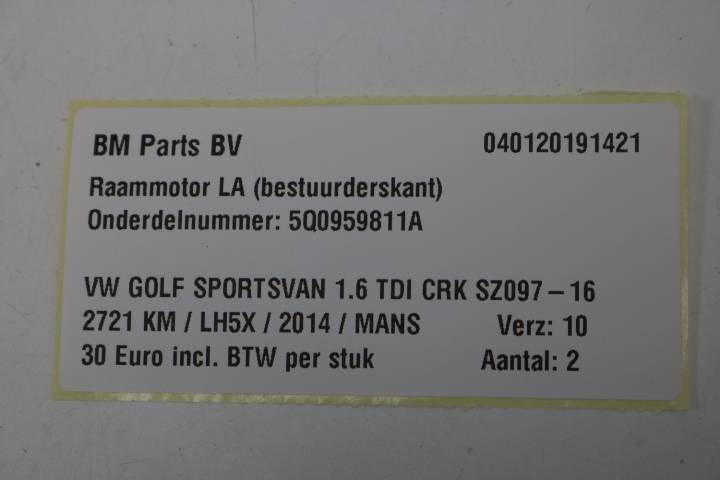 BM Parts BV 040120191421
Raammotor LA (bestuurderskant)
Onderdelnummer: 5Q0959811A
VW GOLF SPORTSVAN 1.6 TDI CRK SZ097-16
2721 KM / LH5X / 2014 / MANS Verz: 10
30 Euro incl. BTW per stuk Aantal: 2